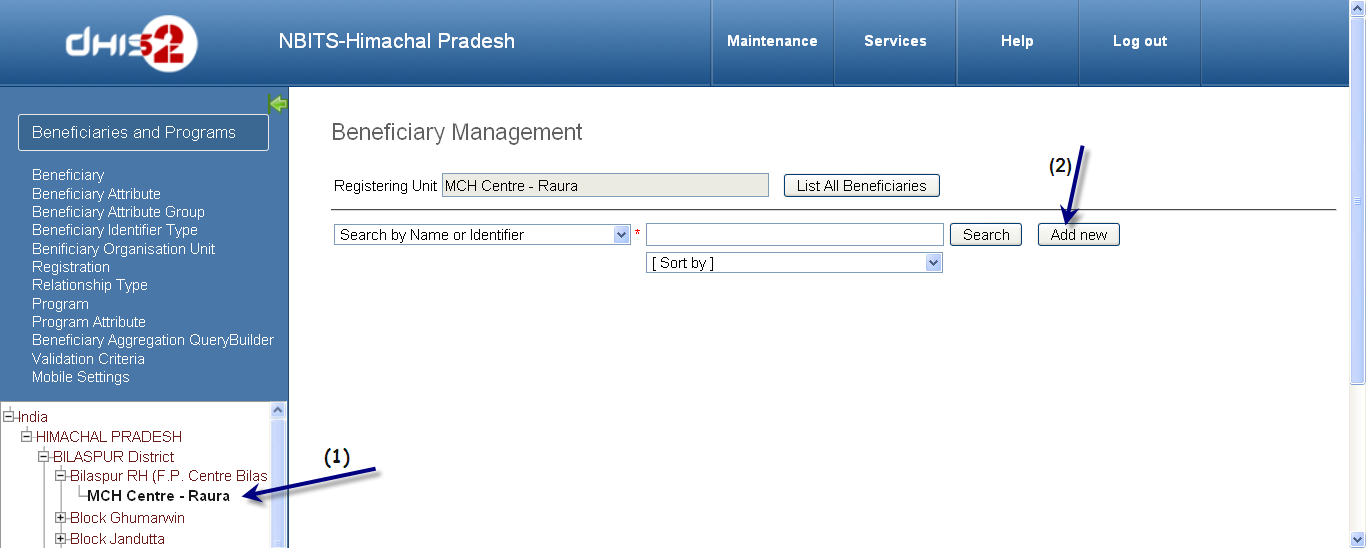 dHIS2
NBITS-Himachal Pradesh
Maintenance
Services
Help
Log out
Beneficiaries and Programs
Beneficiary
Beneficiary Attribute
Beneficiary Attribute Group
Beneficiary Identifier Type
Benificiary Organisation Unit
Registration
Relationship Type
Program
Program Attribute
Beneficiary Aggregation QueryBuilder
Validation Criteria
Mobile Settings
India
HIMACHAL PRADESH
BILASPUR District
Bilaspur RH (F.P. Centre Bilas
MCH Centre - Raura
Block Ghumarwin
Block Jandutta
(1)
Beneficiary Management
(2)
Registering Unit MCH Centre - Raura List All Beneficiaries
Search by Name or Identifier * Search Add new
[ Sort by ]